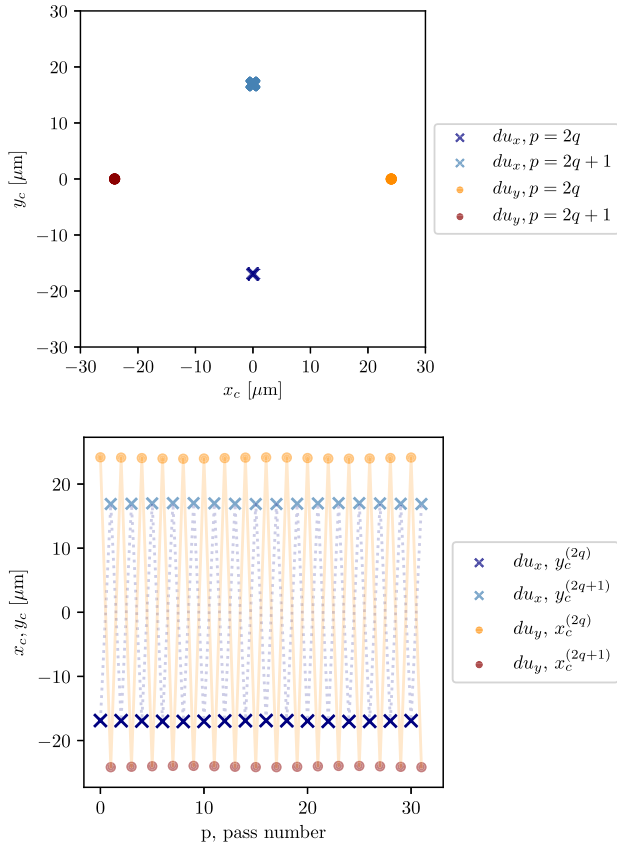 30
20
10
0
−10
−20
−30
y_c [μm]
−30 −20 −10 0 10 20 30
x_c [μm]
du_x, p = 2q
du_x, p = 2q + 1
du_y, p = 2q
du_y, p = 2q + 1
20
10
0
−10
−20
x_c, y_c [μm]
0 10 20 30
p, pass number
du_x, y_c^(2q)
du_x, y_c^(2q+1)
du_y, x_c^(2q)
du_y, x_c^(2q+1)